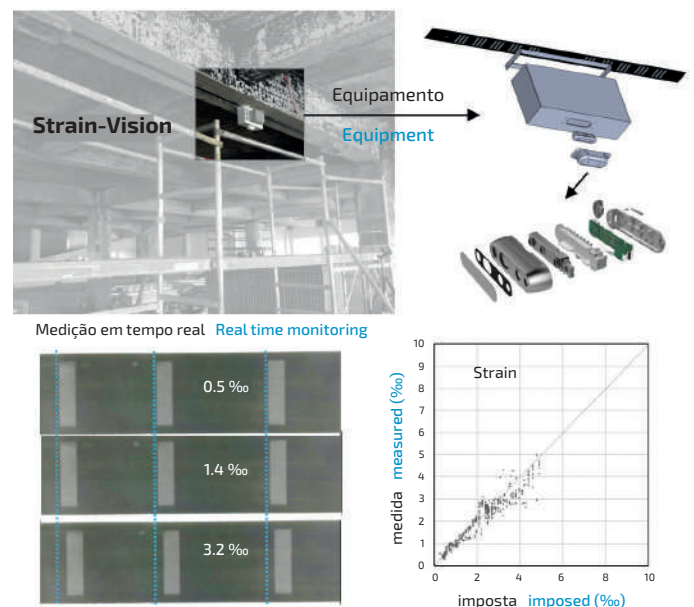 Strain-Vision
Equipamento
Equipment
Medição em tempo real Real time monitoring
0.5 ‰
1.4 ‰
3.2 ‰
Strain
10
9
8
7
6
5
4
3
2
1
0
0 2 4 6 8 10
medida measured (‰)
imposta imposed (‰)